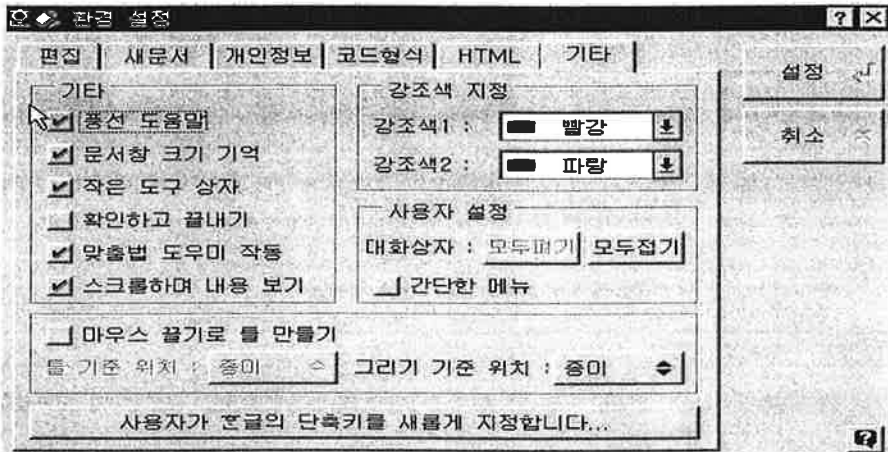 환경 설정
편집 새문서 개인정보 코드형식 HTML 기타
설정
취소
기타
풍선 도움말
문서창 크기 기억
작은 도구 상자
확인하고 끝내기
맞춤법 도우미 작동
스크롤하며 내용 보기
강조색 지정
강조색1 : 빨강
강조색2 : 파랑
사용자 설정
대화상자 : 모두펴기 모두접기
간단한 메뉴
마우스 끌기로 틀 만들기
틀 기준 위치 : 종이 그리기 기준 위치 : 종이
사용자가 ᄒᆞᆫ글의 단축키를 새롭게 지정합니다...